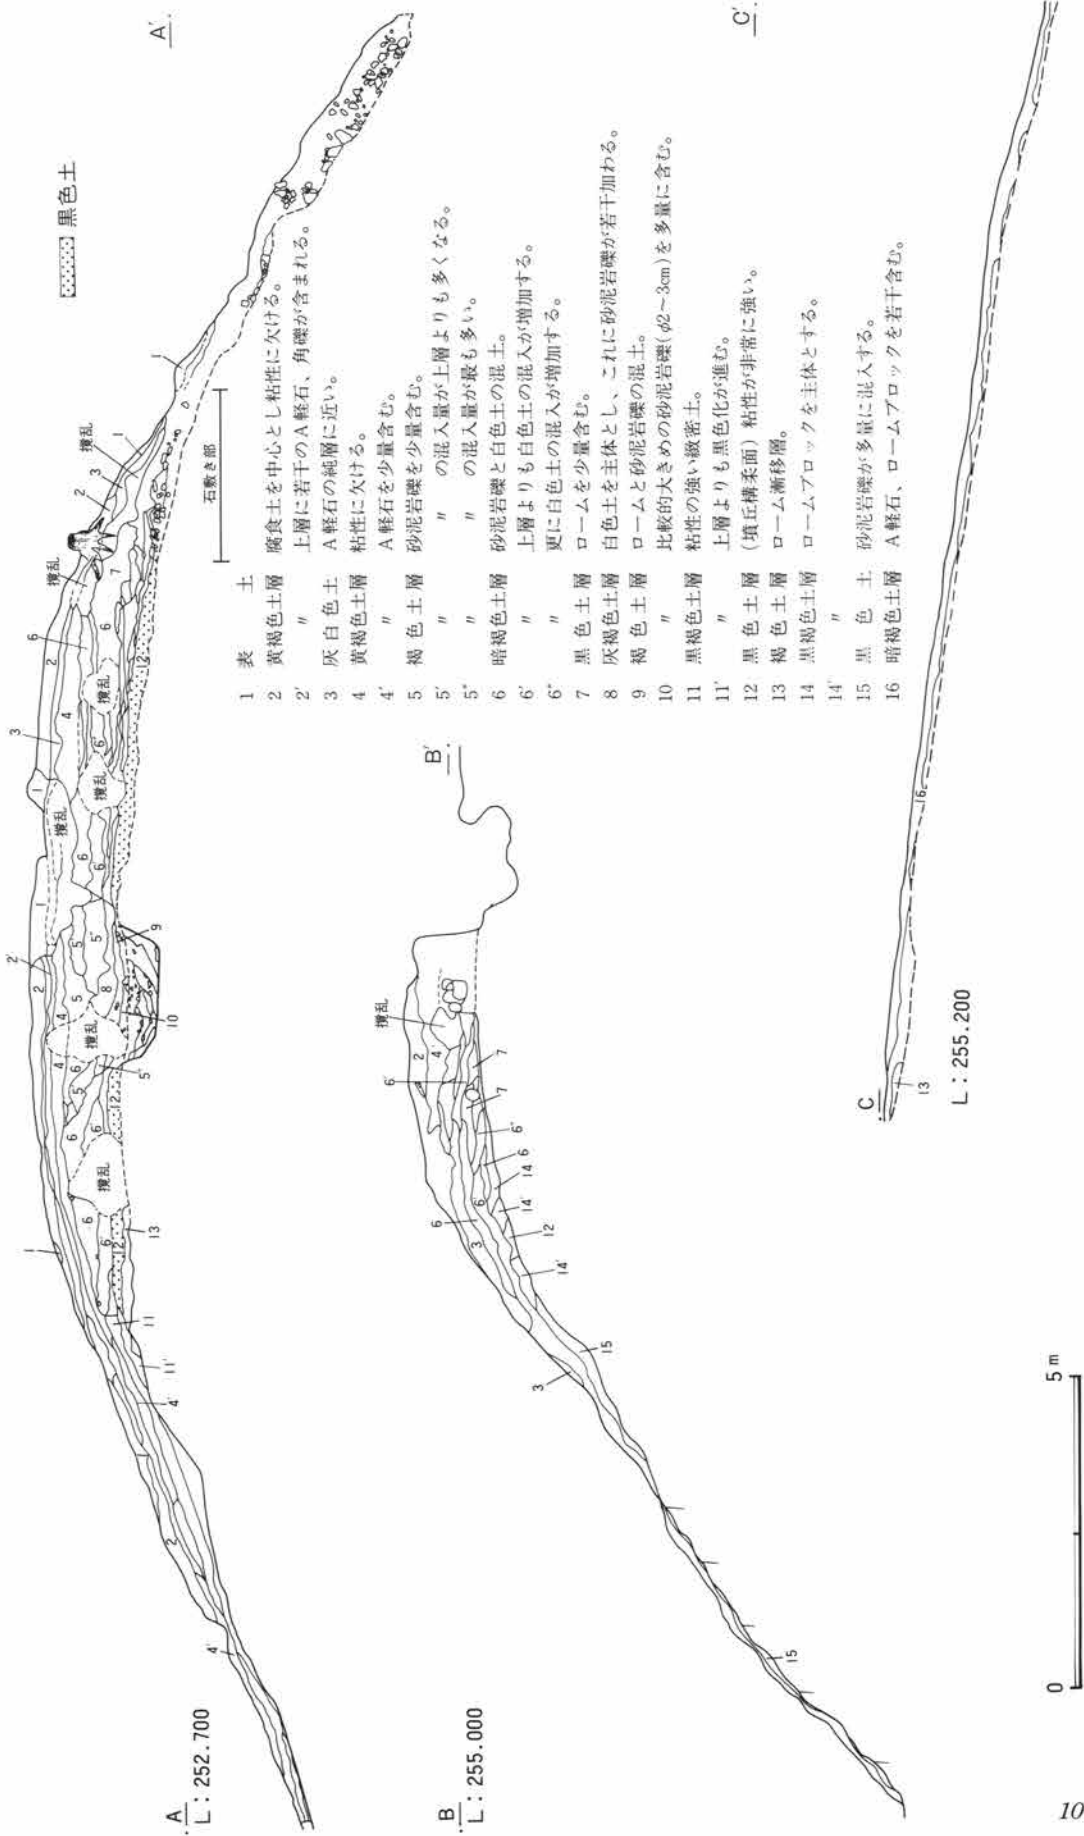 A
L：252.700
A'
黒色土
石敷き部
1 表土
2 黄褐色土層 腐食土を中心とし粘性に欠ける。
2' 〃 上層に若干のA軽石、角礫が含まれる。
3 灰白色土 A軽石の純層に近い。
4 黄褐色土層 粘性に欠ける。
4' 〃 A軽石を少量含む。
5 褐色土層 砂泥岩礫を少量含む。
5' 〃 〃 の混入量が上層よりも多くなる。
5" 〃 〃 の混入量が最も多い。
6 暗褐色土層 砂泥岩礫と白色土の混土。
6' 〃 上層よりも白色土の混入が増加する。
6" 〃 更に白色土の混入が増加する。
7 黒色土層 ロームを少量含む。
8 灰褐色土層 白色土を主体とし、これに砂泥岩礫が若干加わる。
9 褐色土層 ロームと砂泥岩礫の混土。
10 〃 比較的大きめの砂泥岩礫(φ2～3cm)を多量に含む。
11 黒褐色土層 粘性の強い緻密土。
11' 〃 上層よりも黒色化が進む。
12 黒色土層 (墳丘構柔面) 粘性が非常に強い。
13 褐色土層 ローム漸移層。
14 黒褐色土層 ロームブロックを主体とする。
14' 〃
15 黒色土 砂泥岩礫が多量に混入する。
16 暗褐色土層 A軽石、ロームブロックを若干含む。
攪乱
攪乱
攪乱
攪乱
攪乱
攪乱
攪乱
B
L：255.000
B'
攪乱
C
L：255.200
C'
13
16
0 5m
10